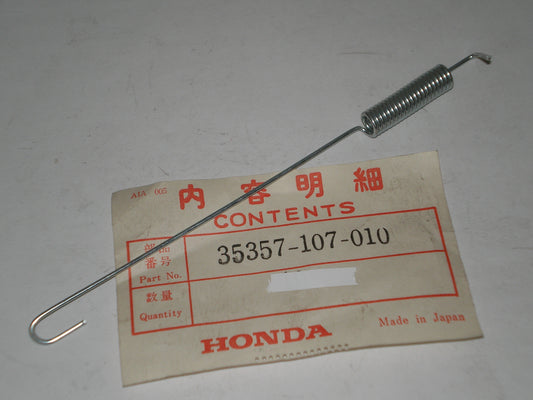 AIA 005
内容明細
CONTENTS
部品
番号
Part No.
35357-107-010
数量
Quantity
HONDA
Made in Japan